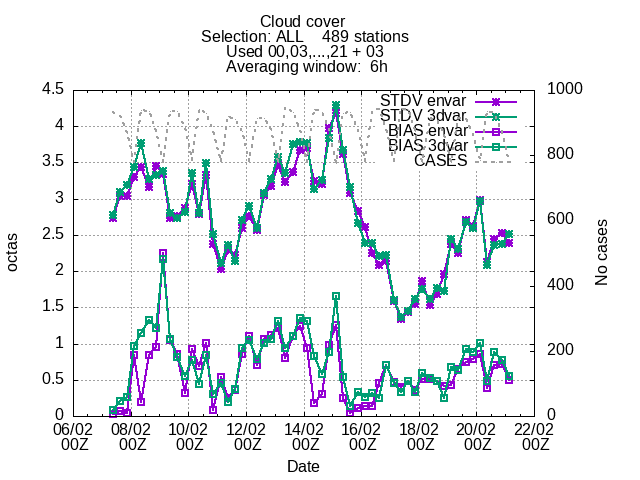 Cloud cover
Selection: ALL    489 stations
Used 00,03,...,21 + 03
Averaging window:  6h
STDV envar
STDV 3dvar
BIAS envar
BIAS 3dvar
CASES
4.5
4
3.5
3
2.5
2
1.5
1
0.5
0
octas
1000
800
600
400
200
0
No cases
06/02 08/02 10/02 12/02 14/02 16/02 18/02 20/02 22/02
00Z 00Z 00Z 00Z 00Z 00Z 00Z 00Z 00Z
Date